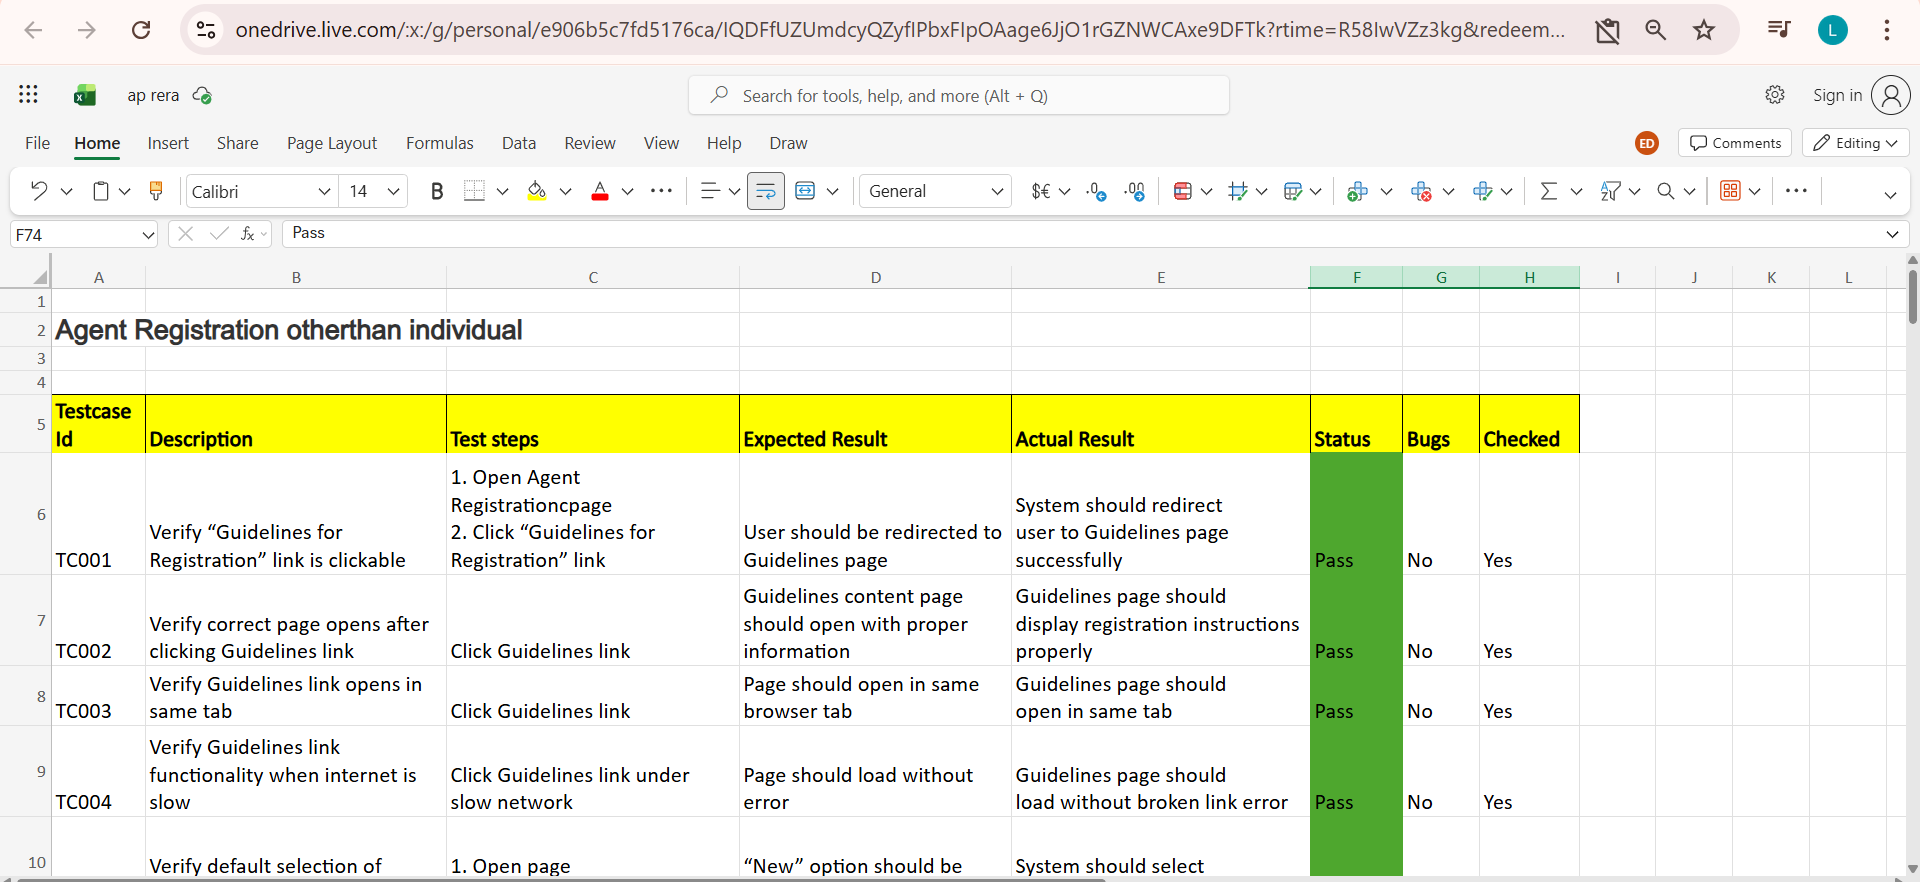 onedrive.live.com/:x:/g/personal/e906b5c7fd5176ca/IQDFfUZUmdcyQZyfIPbxFIpOAage6JjO1rGZNWCAxe9DFTk?rtime=R58IwVZz3kg&redeem...
L
ap rera
Search for tools, help, and more (Alt + Q)
Sign in
File Home Insert Share Page Layout Formulas Data Review View Help Draw
ED
Comments
Editing
Calibri
14
B
A
General
$€
.0
.00
F74
fx
Pass
A B C D E F G H I J K L
1
2 Agent Registration otherthan individual
3
4
5 Testcase
Id
Description
Test steps
Expected Result
Actual Result
Status
Bugs
Checked
6
TC001
Verify “Guidelines for
Registration” link is clickable
1. Open Agent
Registrationcpage
2. Click “Guidelines for
Registration” link
User should be redirected to
Guidelines page
System should redirect
user to Guidelines page
successfully
Pass
No
Yes
7
TC002
Verify correct page opens after
clicking Guidelines link
Click Guidelines link
Guidelines content page
should open with proper
information
Guidelines page should
display registration instructions
properly
Pass
No
Yes
8
TC003
Verify Guidelines link opens in
same tab
Click Guidelines link
Page should open in same
browser tab
Guidelines page should
open in same tab
Pass
No
Yes
9
TC004
Verify Guidelines link
functionality when internet is
slow
Click Guidelines link under
slow network
Page should load without
error
Guidelines page should
load without broken link error
Pass
No
Yes
10
Verify default selection of
1. Open page
“New” option should be
System should select